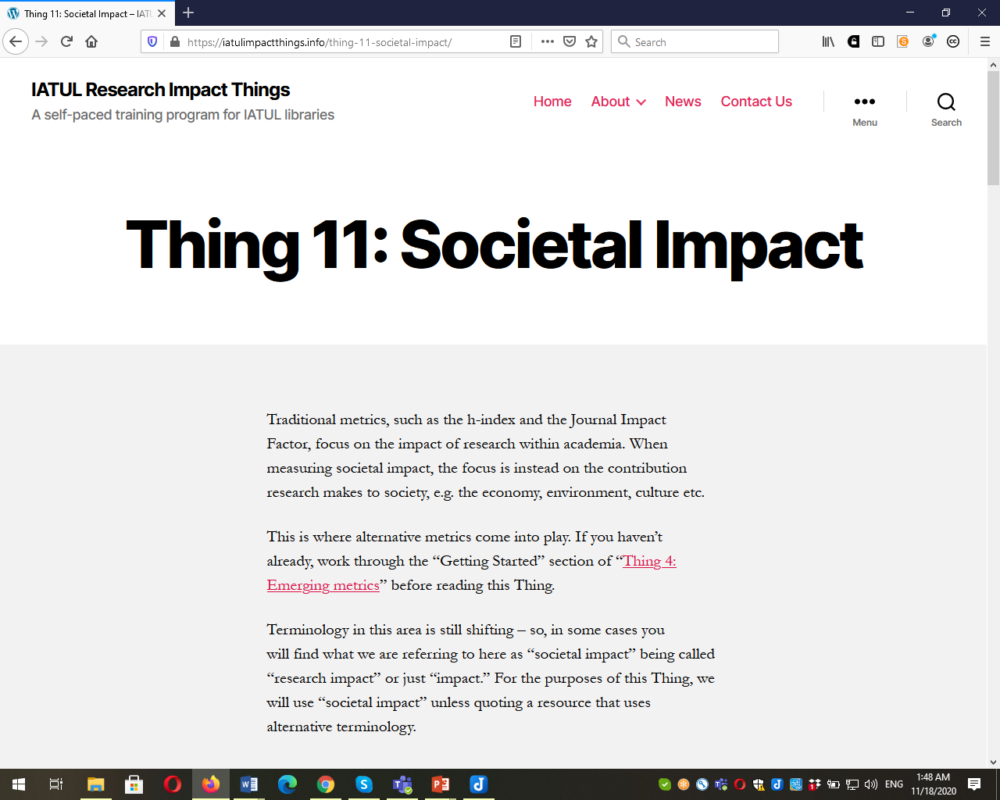 Thing 11: Societal Impact – IATU
https://iatulimpactthings.info/thing-11-societal-impact/
Search
IATUL Research Impact Things
A self-paced training program for IATUL libraries
Home
About
News
Contact Us
Menu
Search
Thing 11: Societal Impact
Traditional metrics, such as the h-index and the Journal Impact
Factor, focus on the impact of research within academia. When
measuring societal impact, the focus is instead on the contribution
research makes to society, e.g. the economy, environment, culture etc.
This is where alternative metrics come into play. If you haven’t
already, work through the “Getting Started” section of “Thing 4:
Emerging metrics” before reading this Thing.
Terminology in this area is still shifting – so, in some cases you
will find what we are referring to here as “societal impact” being called
“research impact” or just “impact.” For the purposes of this Thing, we
will use “societal impact” unless quoting a resource that uses
alternative terminology.
ENG
1:48 AM
11/18/2020